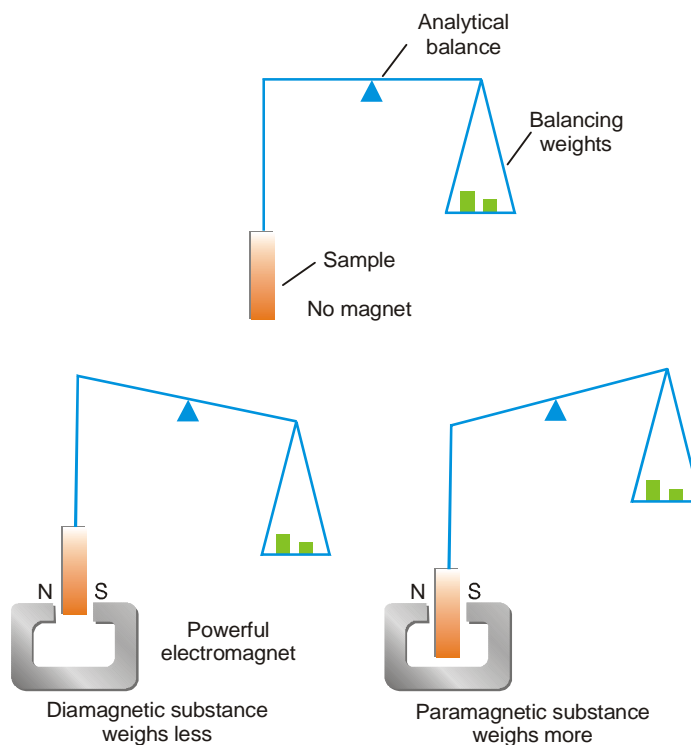 Analytical
balance
Balancing
weights
Sample
No magnet
N S
Powerful
electromagnet
Diamagnetic substance
weighs less
N S
Paramagnetic substance
weighs more